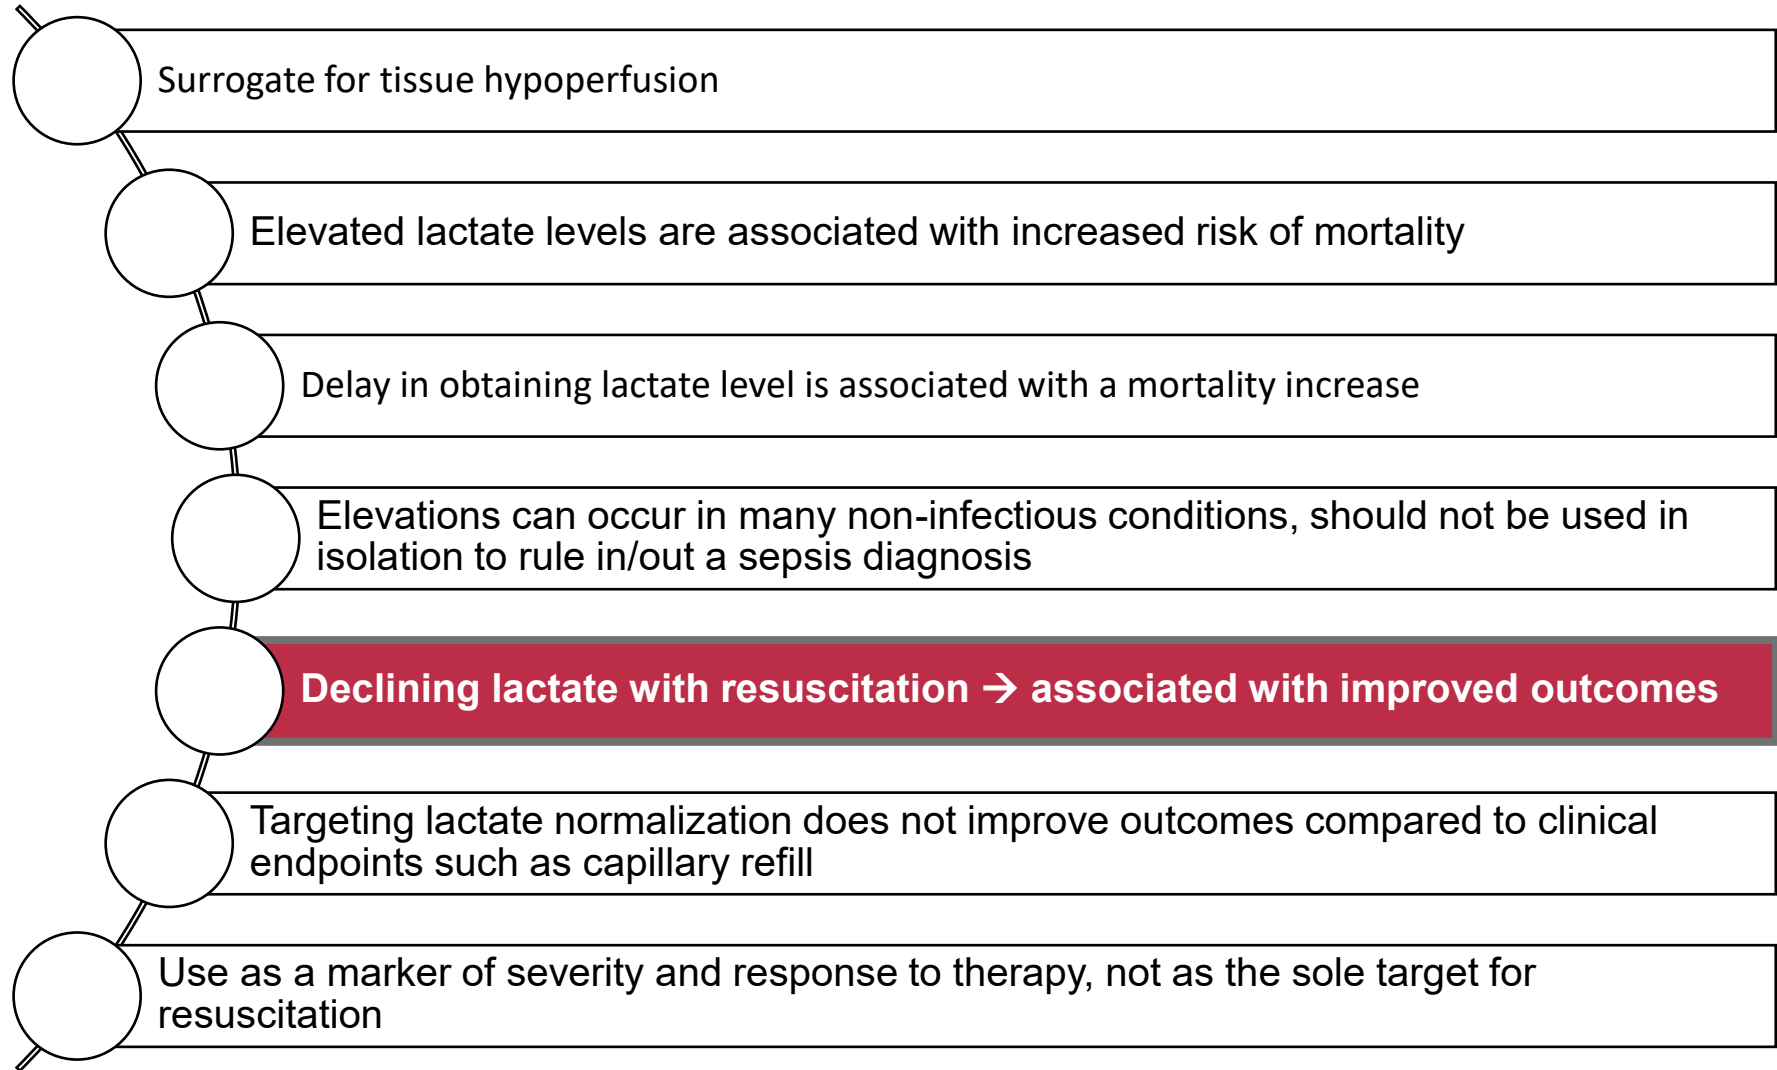 Surrogate for tissue hypoperfusion
Elevated lactate levels are associated with increased risk of mortality
Delay in obtaining lactate level is associated with a mortality increase
Elevations can occur in many non-infectious conditions, should not be used in
isolation to rule in/out a sepsis diagnosis
Declining lactate with resuscitation → associated with improved outcomes
Targeting lactate normalization does not improve outcomes compared to clinical
endpoints such as capillary refill
Use as a marker of severity and response to therapy, not as the sole target for
resuscitation